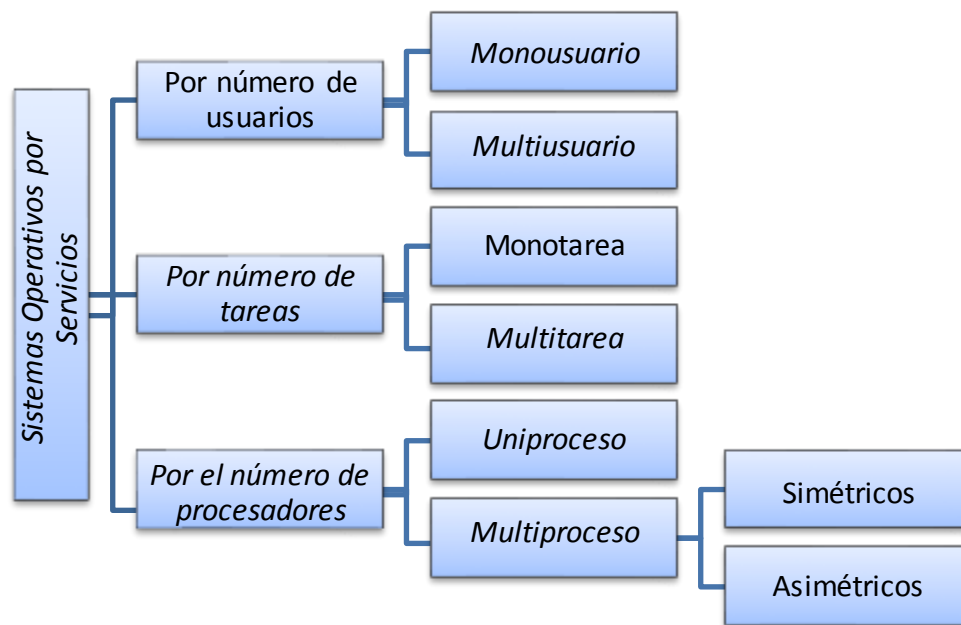 Sistemas Operativos por
Servicios
Por número de
usuarios
Monousuario
Multiusuario
Por número de
tareas
Monotarea
Multitarea
Por el número de
procesadores
Uniproceso
Multiproceso
Simétricos
Asimétricos